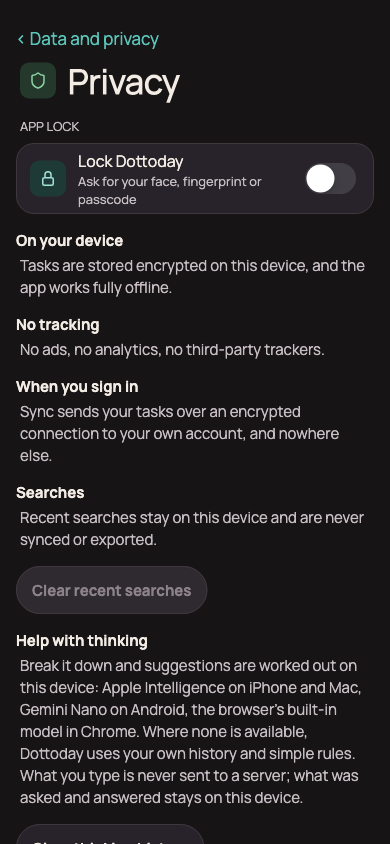 ‹ Data and privacy
Privacy
APP LOCK
Lock Dottoday
Ask for your face, fingerprint or
passcode
On your device
Tasks are stored encrypted on this device, and the
app works fully offline.
No tracking
No ads, no analytics, no third-party trackers.
When you sign in
Sync sends your tasks over an encrypted
connection to your own account, and nowhere
else.
Searches
Recent searches stay on this device and are never
synced or exported.
Clear recent searches
Help with thinking
Break it down and suggestions are worked out on
this device: Apple Intelligence on iPhone and Mac,
Gemini Nano on Android, the browser's built-in
model in Chrome. Where none is available,
Dottoday uses your own history and simple rules.
What you type is never sent to a server; what was
asked and answered stays on this device.